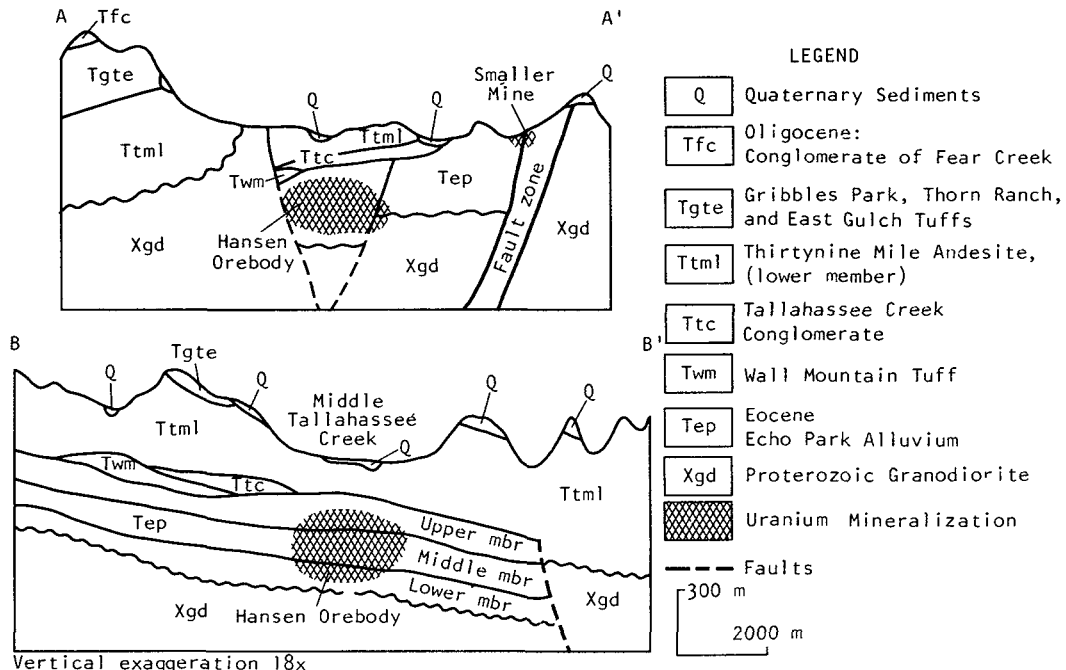 A
Tfc
A'
Tgte
Q
Smaller
Mine
Q
Q
Ttml
Ttml
Ttc
Twm
Tep
Fault zone
Xgd
Hansen
Orebody
Xgd
Xgd
B
Tgte
B'
Q
Q
Middle
Tallahasseé
Creek
Q
Q
Q
Ttml
Twm
Ttc
Ttml
Tep
Upper mbr
Middle mbr
Lower mbr
Xgd
Hansen Orebody
Xgd
Vertical exaggeration 18x
LEGEND
Q Quaternary Sediments
Tfc Oligocene:
Conglomerate of Fear Creek
Tgte Gribbles Park, Thorn Ranch,
and East Gulch Tuffs
Ttml Thirtynine Mile Andesite,
(lower member)
Ttc Tallahassee Creek
Conglomerate
Twm Wall Mountain Tuff
Tep Eocene
Echo Park Alluvium
Xgd Proterozoic Granodiorite
Uranium Mineralization
Faults
300 m
2000 m